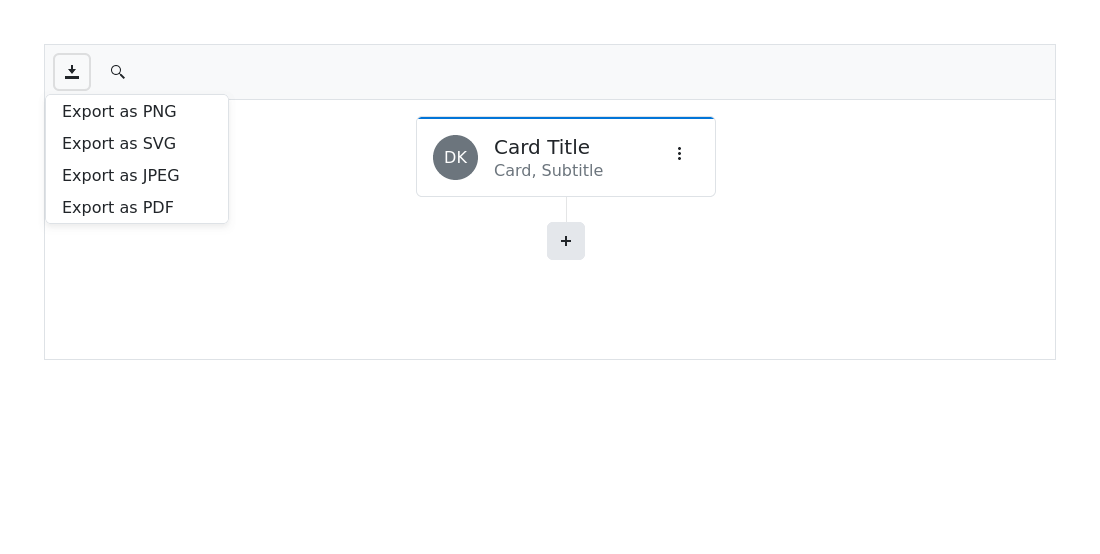 Export as PNG
Export as SVG
Export as JPEG
Export as PDF
DK
Card Title
Card, Subtitle